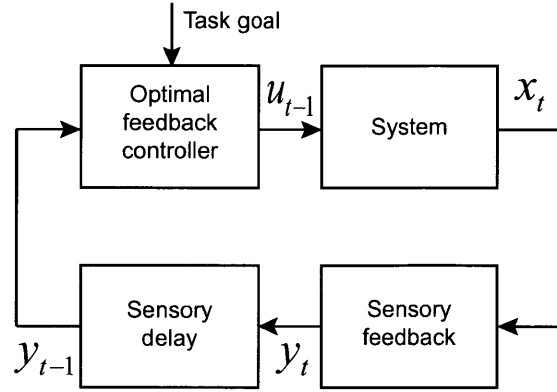 Task goal
Optimal
feedback
controller
u_{t-1}
System
x_t
Sensory
delay
y_{t-1}
y_t
Sensory
feedback